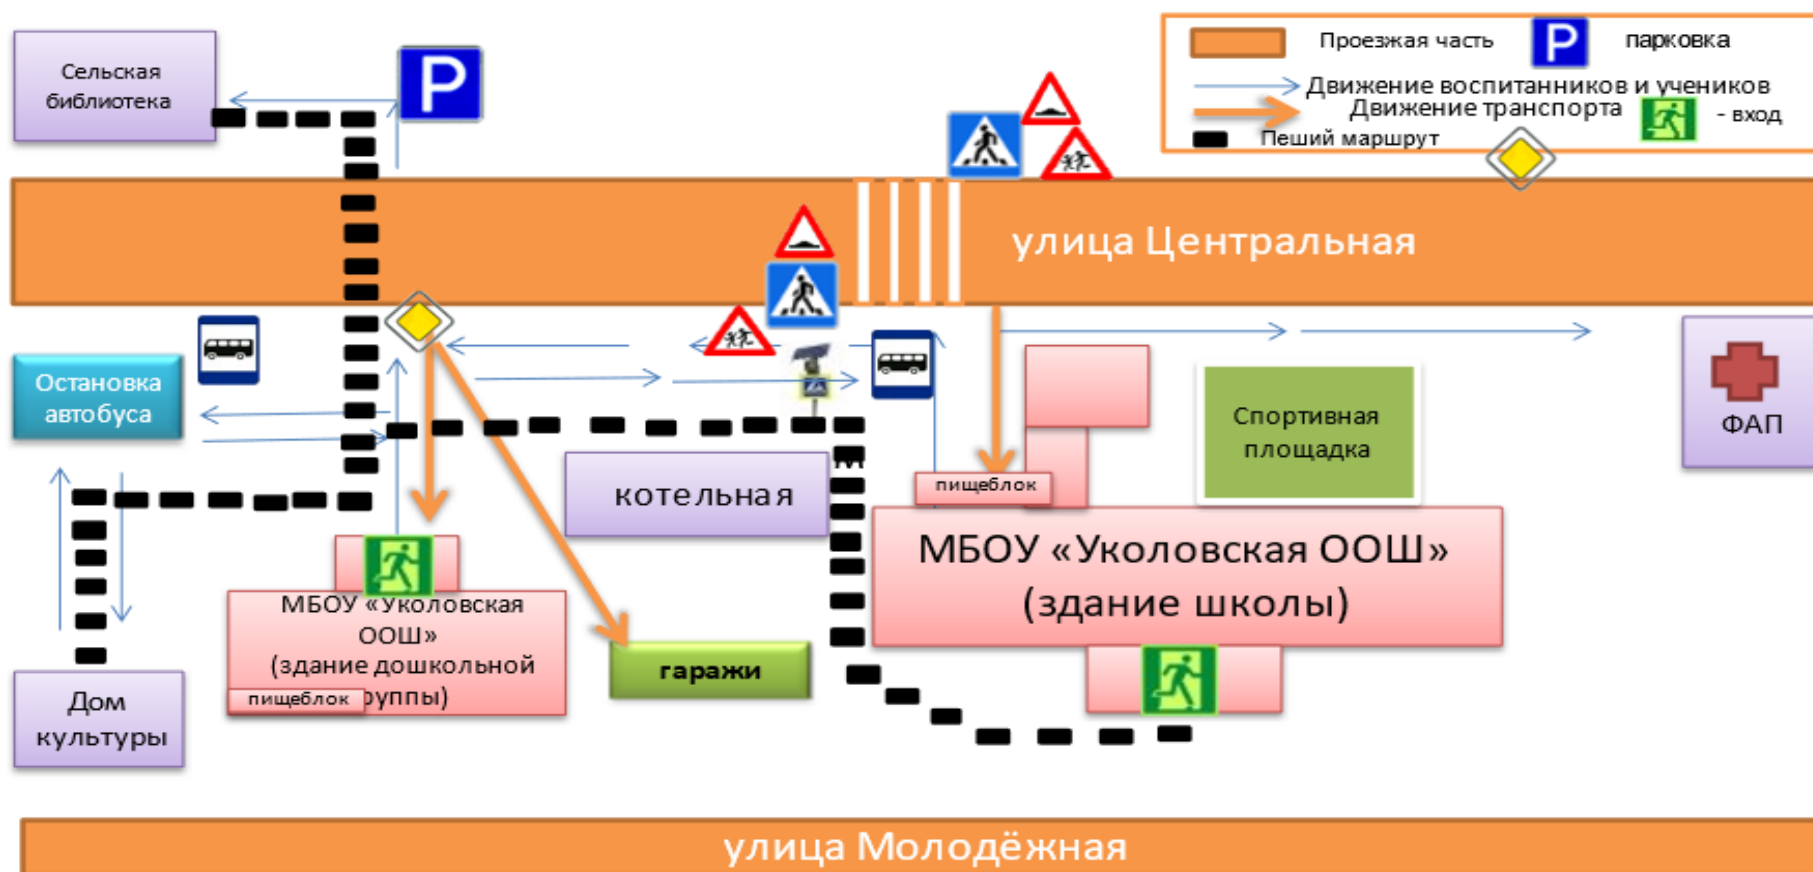 Сельская
библиотека
P
Проезжая часть
P
парковка
Движение воспитанников и учеников
Движение транспорта
- вход
Пеший маршрут
улица Центральная
Остановка
автобуса
Спортивная
площадка
ФАП
котельная
пищеблок
МБОУ «Уколовская ООШ»
(здание школы)
МБОУ «Уколовская
ООШ»
(здание дошкольной
руппы)
пищеблок
гаражи
Дом
культуры
улица Молодёжная